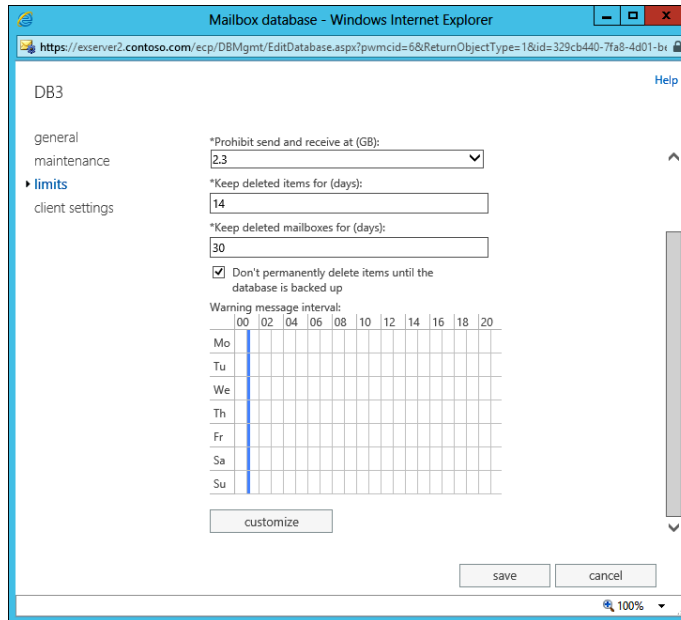 Mailbox database - Windows Internet Explorer
https://exserver2.contoso.com/ecp/DBMgmt/EditDatabase.aspx?pwmcid=6&ReturnObjectType=1&id=329cb440-7fa8-4d01-be
Help
DB3
general
maintenance
limits
client settings
*Prohibit send and receive at (GB):
2.3
*Keep deleted items for (days):
14
*Keep deleted mailboxes for (days):
30
Don't permanently delete items until the
database is backed up
Warning message interval:
00 02 04 06 08 10 12 14 16 18 20
Mo
Tu
We
Th
Fr
Sa
Su
customize
save cancel
100%